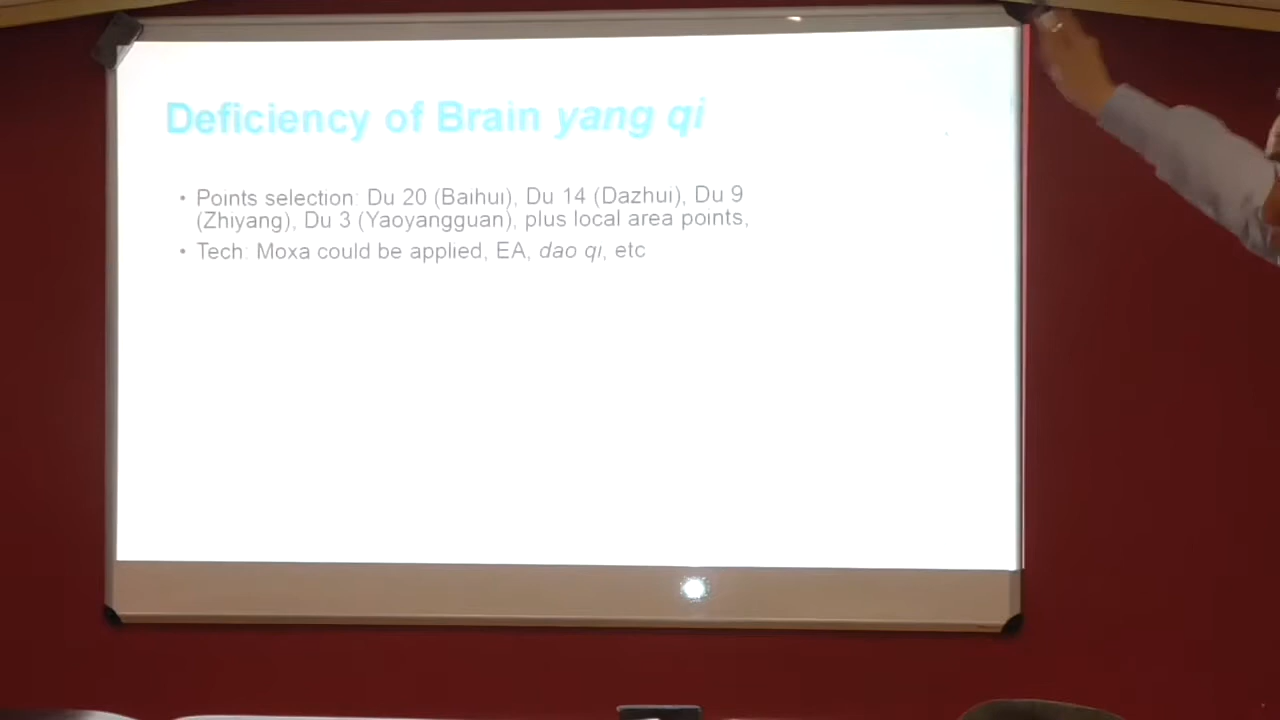 Deficiency of Brain yang qi
• Points selection: Du 20 (Baihui), Du 14 (Dazhui), Du 9
(Zhiyang), Du 3 (Yaoyangguan), plus local area points,
• Tech: Moxa could be applied, EA, dao qi, etc